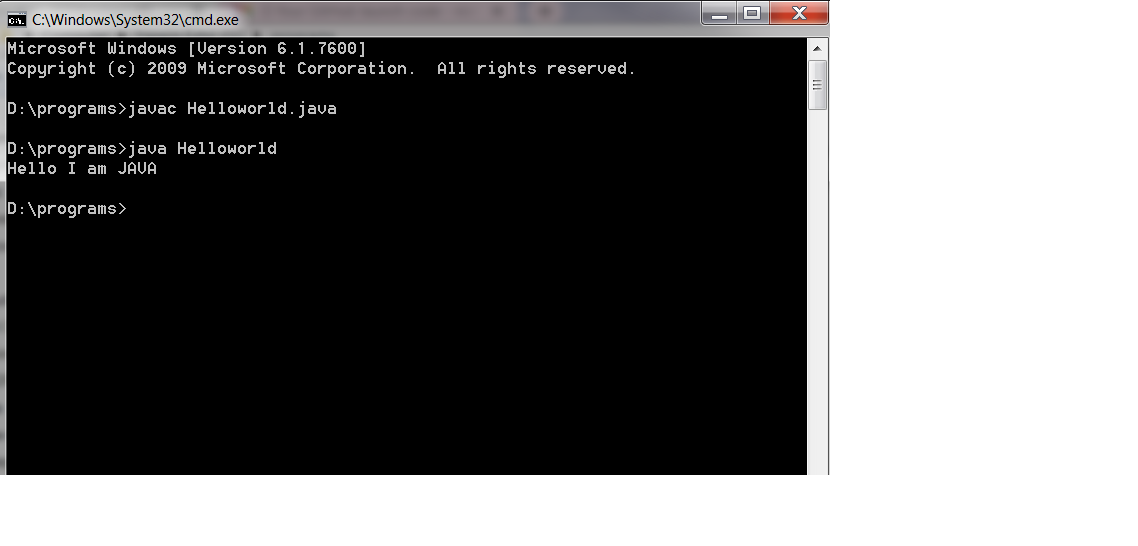 C:\Windows\System32\cmd.exe
Microsoft Windows [Version 6.1.7600]
Copyright (c) 2009 Microsoft Corporation.  All rights reserved.
D:\programs>javac Helloworld.java
D:\programs>java Helloworld
Hello I am JAVA
D:\programs>